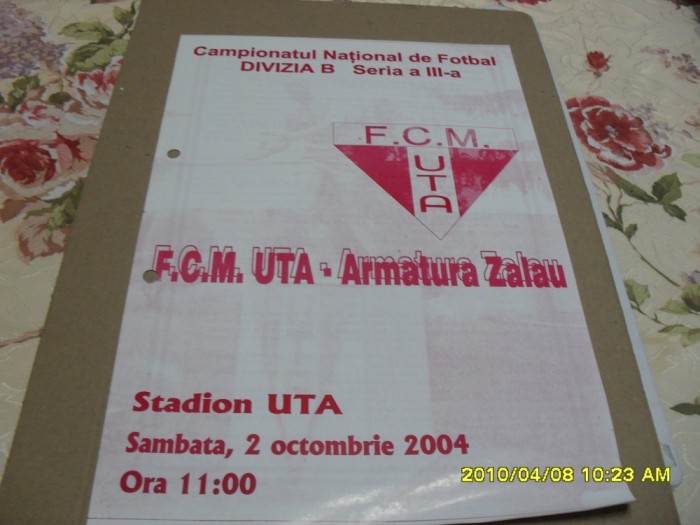 Campionatul Național de Fotbal
DIVIZIA B Seria a III-a
F.C.M.
UTA
F.C.M. UTA - Armatura Zalau
Stadion UTA
Sambata, 2 octombrie 2004
Ora 11:00
2010/04/08 10:23 AM